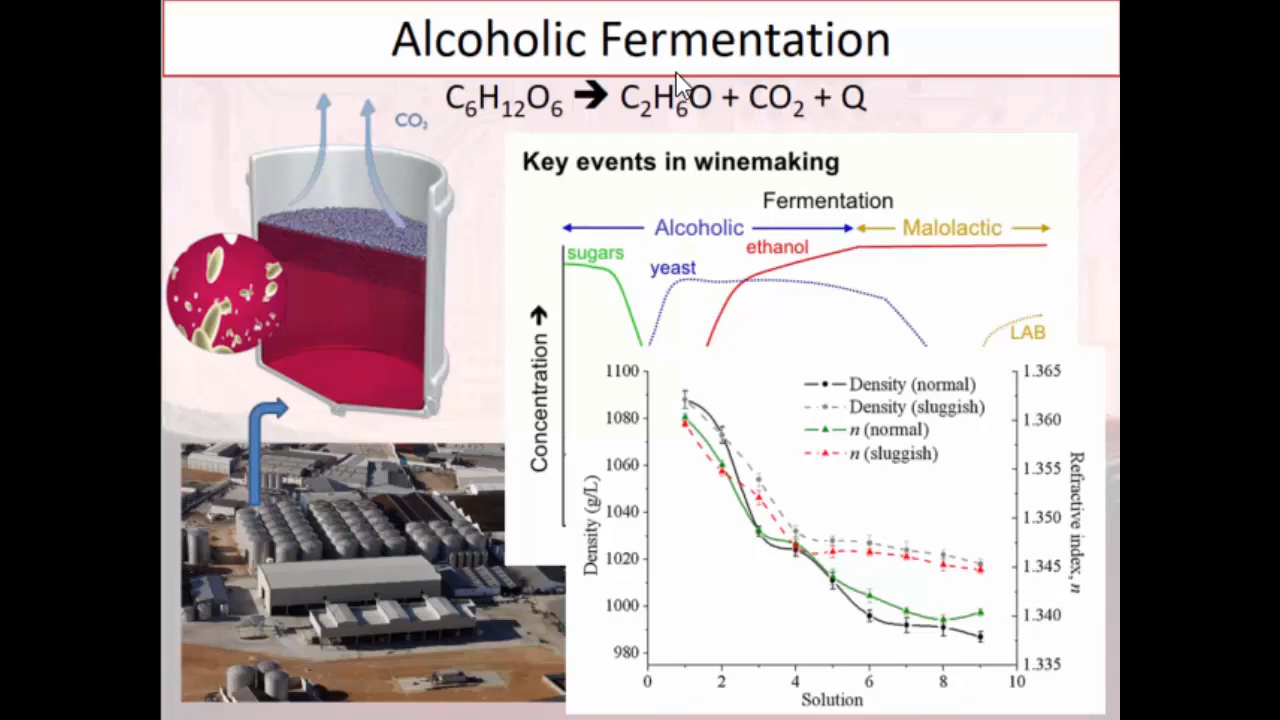 Alcoholic Fermentation
C₆H₁₂O₆ ➔ C₂H₆O + CO₂ + Q
CO₂
Key events in winemaking
Fermentation
Alcoholic
Malolactic
sugars
yeast
ethanol
LAB
Concentration ➔
1100
1080
1060
1040
1020
1000
980
Density (g/L)
Density (normal)
Density (sluggish)
n (normal)
n (sluggish)
1.365
1.360
1.355
1.350
1.345
1.340
1.335
Refractive index, n
0 2 4 6 8 10
Solution